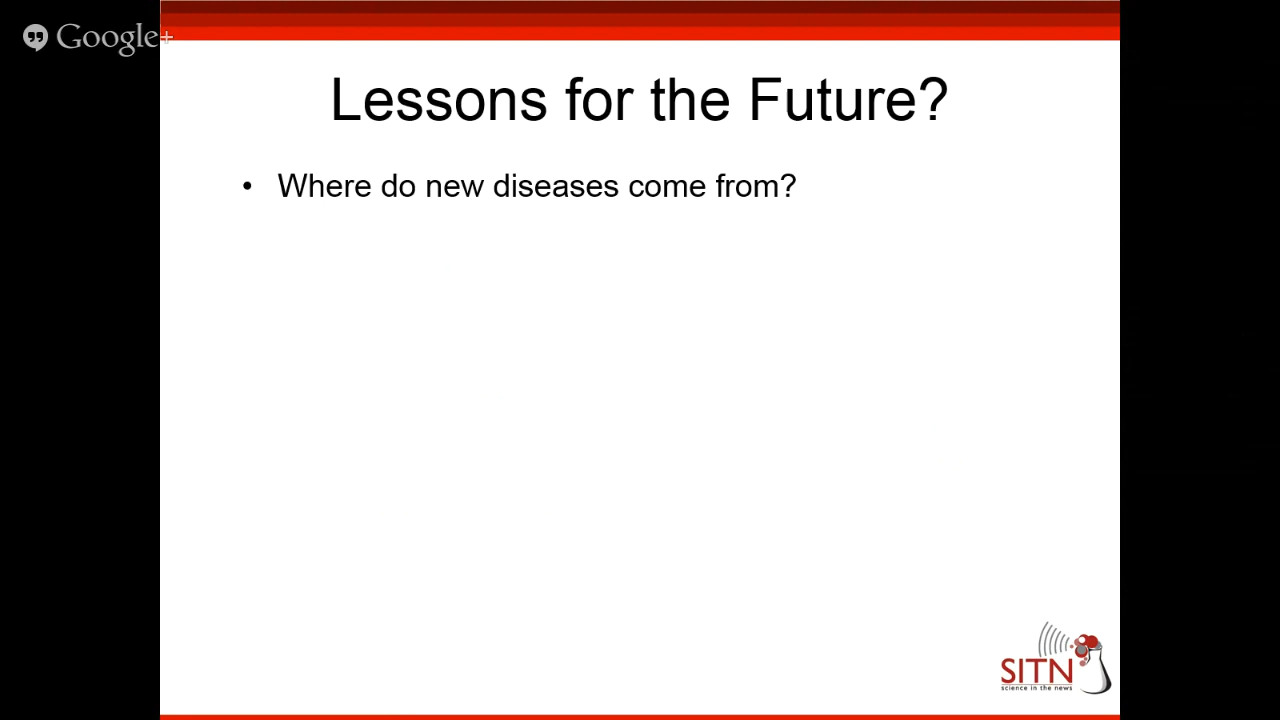 Google+
Lessons for the Future?
• Where do new diseases come from?
SITN
science in the news